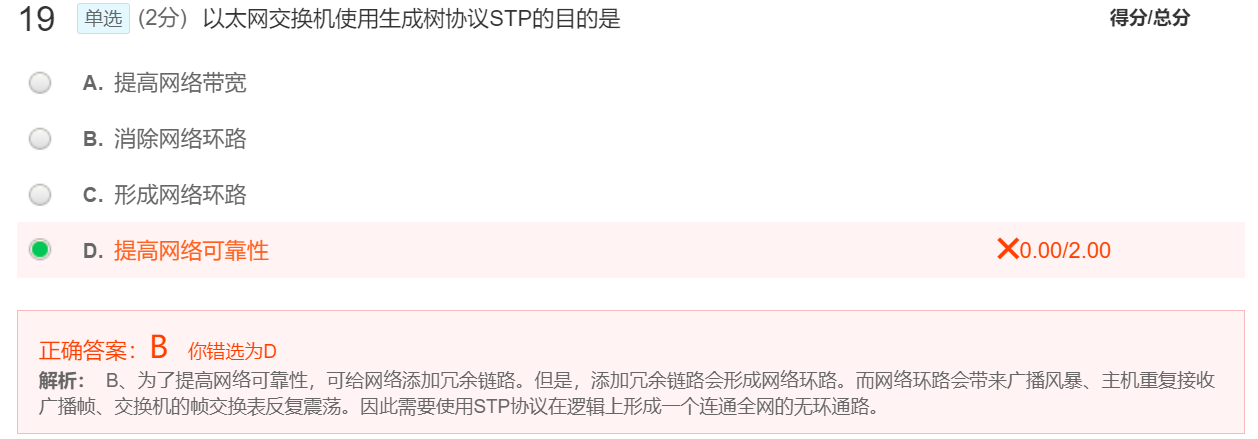 19 单选 (2分) 以太网交换机使用生成树协议STP的目的是 得分/总分
A. 提高网络带宽
B. 消除网络环路
C. 形成网络环路
D. 提高网络可靠性 ×0.00/2.00
正确答案：B 你错选为D
解析： B、为了提高网络可靠性，可给网络添加冗余链路。但是，添加冗余链路会形成网络环路。而网络环路会带来广播风暴、主机重复接收
广播帧、交换机的帧交换表反复震荡。因此需要使用STP协议在逻辑上形成一个连通全网的无环通路。